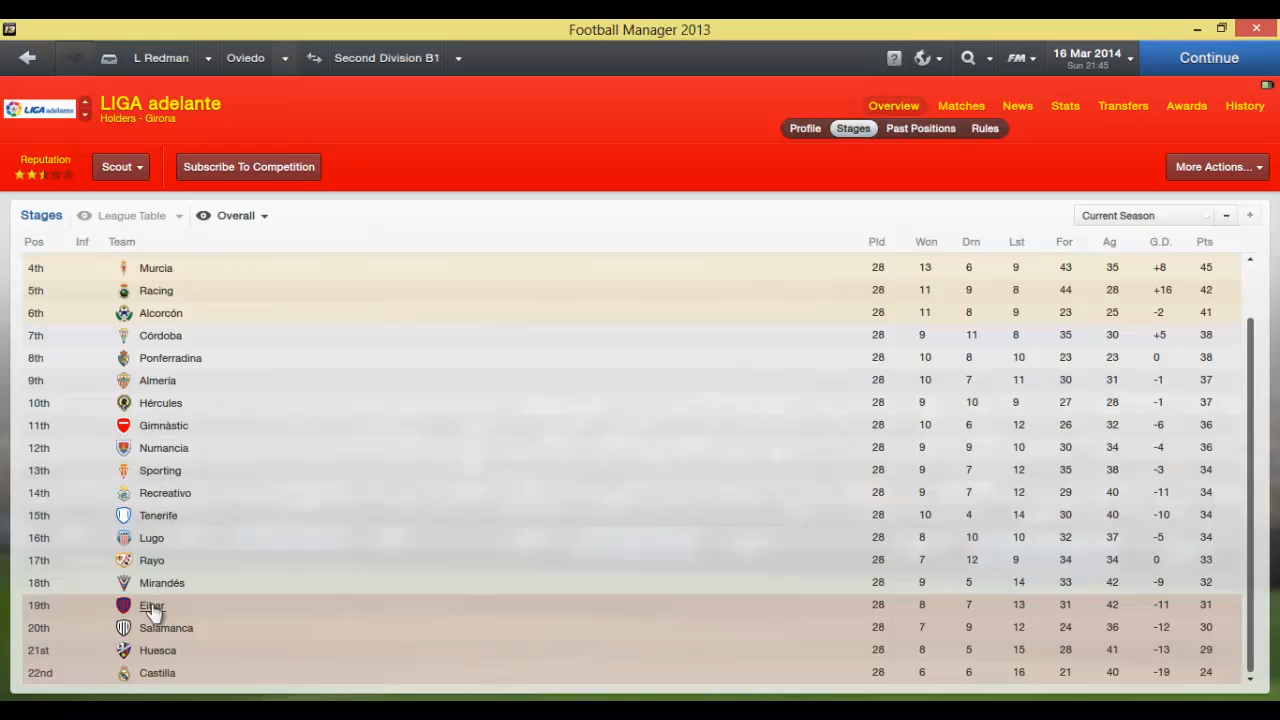 13 Football Manager 2013
L Redman Oviedo Second Division B1 ? FM 16 Mar 2014 Continue
Sun 21:45
LIGA adelante LIGA adelante Overview Matches News Stats Transfers Awards History
Holders - Girona
Profile Stages Past Positions Rules
Reputation Scout Subscribe To Competition More Actions...
Stages League Table Overall Current Season - +
Pos Inf Team Pld Won Drn Lst For Ag G.D. Pts
4th Murcia 28 13 6 9 43 35 +8 45
5th Racing 28 11 9 8 44 28 +16 42
6th Alcorcón 28 11 8 9 23 25 -2 41
7th Córdoba 28 9 11 8 35 30 +5 38
8th Ponferradina 28 10 8 10 23 23 0 38
9th Almería 28 10 7 11 30 31 -1 37
10th Hércules 28 9 10 9 27 28 -1 37
11th Gimnàstic 28 10 6 12 26 32 -6 36
12th Numancia 28 9 9 10 30 34 -4 36
13th Sporting 28 9 7 12 35 38 -3 34
14th Recreativo 28 9 7 12 29 40 -11 34
15th Tenerife 28 10 4 14 30 40 -10 34
16th Lugo 28 8 10 10 32 37 -5 34
17th Rayo 28 7 12 9 34 34 0 33
18th Mirandés 28 9 5 14 33 42 -9 32
19th Eibar 28 8 7 13 31 42 -11 31
20th Salamanca 28 7 9 12 24 36 -12 30
21st Huesca 28 8 5 15 28 41 -13 29
22nd Castilla 28 6 6 16 21 40 -19 24